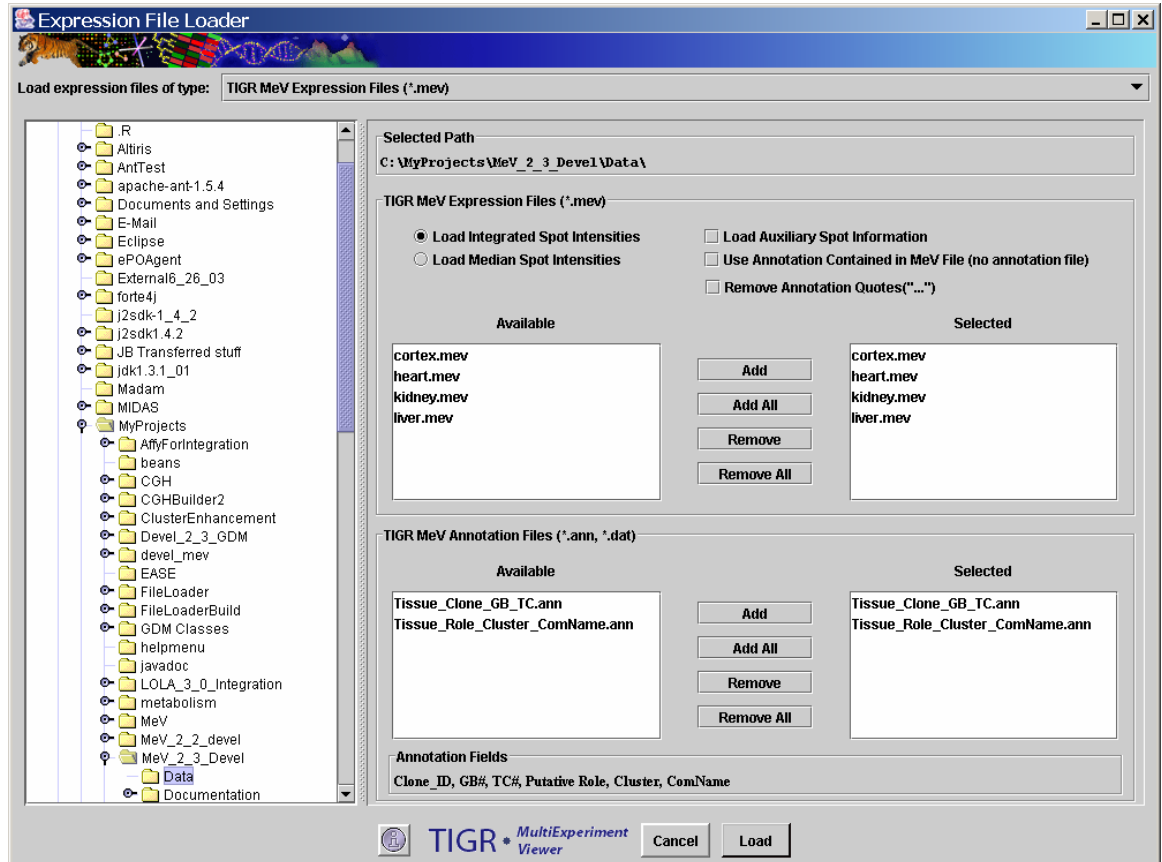 Expression File Loader
Load expression files of type: TIGR MeV Expression Files (*.mev)
.R
Altiris
AntTest
apache-ant-1.5.4
Documents and Settings
E-Mail
Eclipse
ePOAgent
External6_26_03
forte4j
j2sdk-1_4_2
j2sdk1.4.2
JB Transferred stuff
jdk1.3.1_01
Madam
MIDAS
MyProjects
AffyForIntegration
beans
CGH
CGHBuilder2
ClusterEnhancement
Devel_2_3_GDM
devel_mev
EASE
FileLoader
FileLoaderBuild
GDM Classes
helpmenu
javadoc
LOLA_3_0_Integration
metabolism
MeV
MeV_2_2_devel
MeV_2_3_Devel
Data
Documentation
Selected Path
C:\MyProjects\MeV_2_3_Devel\Data\
TIGR MeV Expression Files (*.mev)
Load Integrated Spot Intensities
Load Median Spot Intensities
Load Auxiliary Spot Information
Use Annotation Contained in MeV File (no annotation file)
Remove Annotation Quotes("...")
Available
cortex.mev
heart.mev
kidney.mev
liver.mev
Add
Add All
Remove
Remove All
Selected
cortex.mev
heart.mev
kidney.mev
liver.mev
TIGR MeV Annotation Files (*.ann, *.dat)
Available
Tissue_Clone_GB_TC.ann
Tissue_Role_Cluster_ComName.ann
Add
Add All
Remove
Remove All
Selected
Tissue_Clone_GB_TC.ann
Tissue_Role_Cluster_ComName.ann
Annotation Fields
Clone_ID, GB#, TC#, Putative Role, Cluster, ComName
TIGR • MultiExperiment
Viewer
Cancel
Load